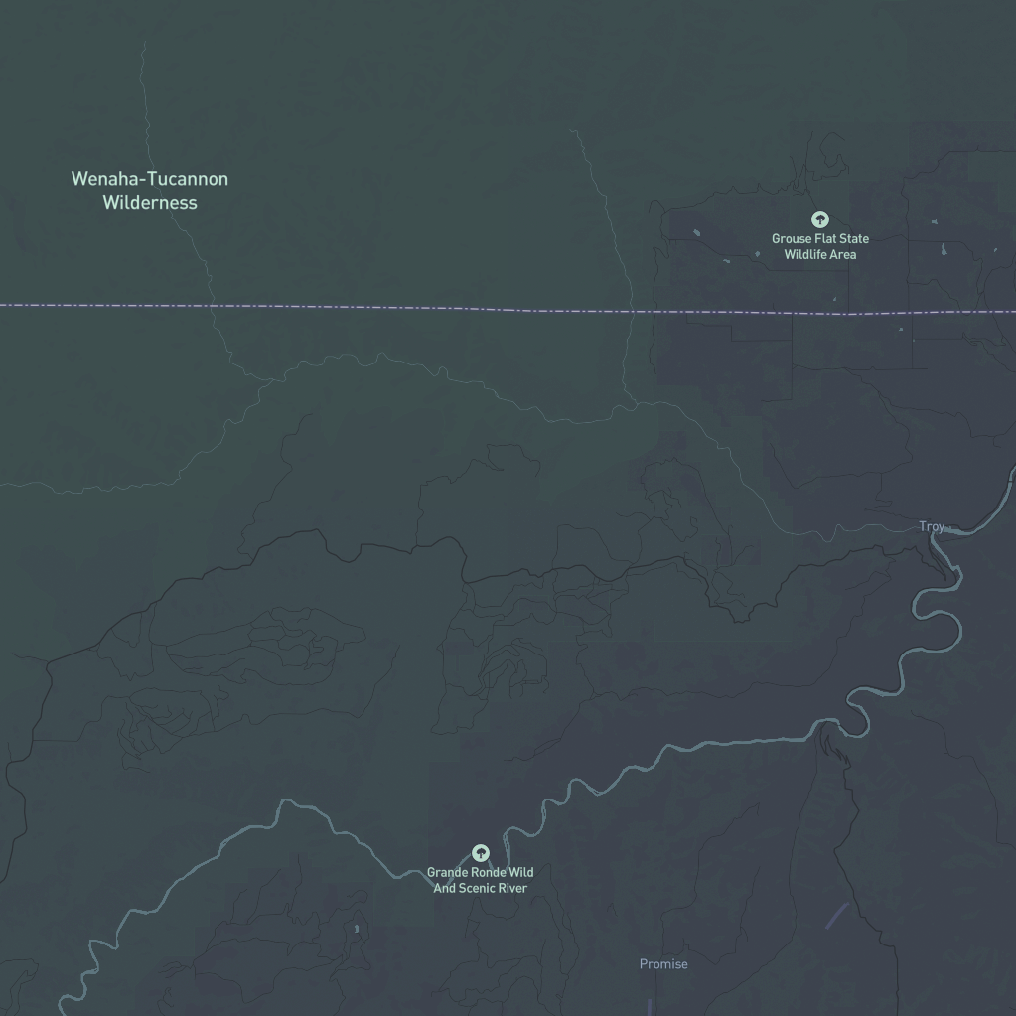 Wenaha-Tucannon
Wilderness
Grouse Flat State
Wildlife Area
Troy
Grande Ronde Wild
And Scenic River
Promise